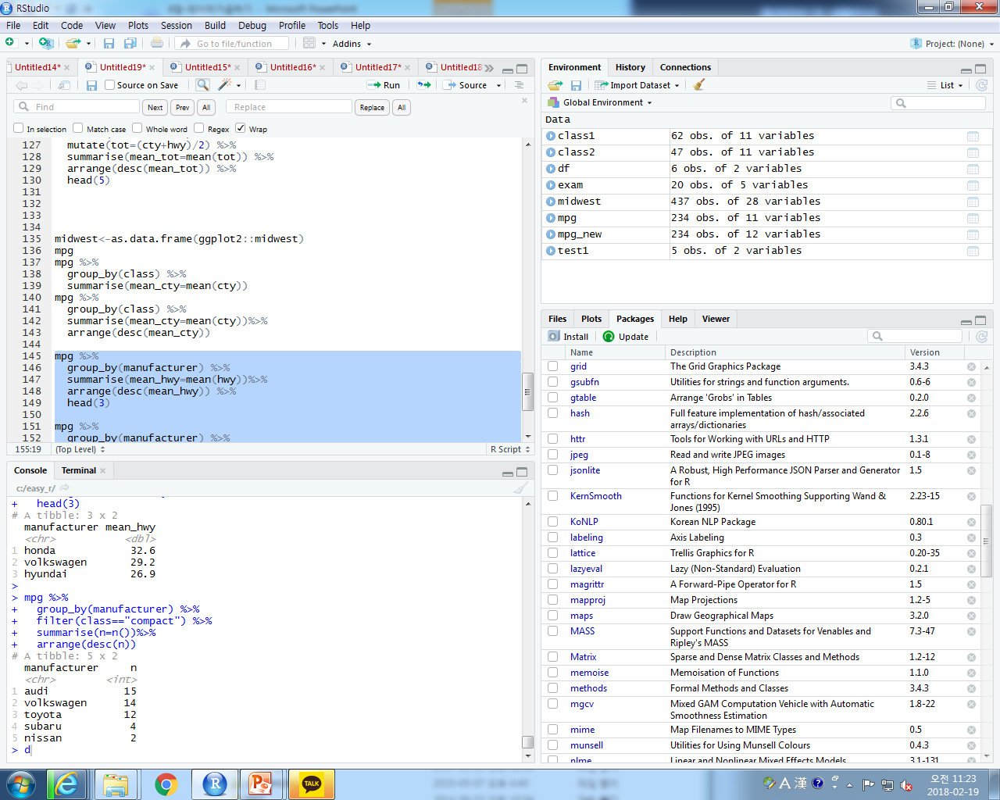 RStudio
File Edit Code View Plots Session Build Debug Profile Tools Help
Go to file/function Addins Project: (None)
Untitled14* Untitled19* Untitled15* Untitled16* Untitled17* Untitled18
Source on Save Run Source
Find Next Prev All Replace Replace All
In selection Match case Whole word Regex Wrap
127 mutate(tot=(cty+hwy)/2) %>%
128 summarise(mean_tot=mean(tot)) %>%
129 arrange(desc(mean_tot)) %>%
130 head(5)
131
132
133
134
135 midwest<-as.data.frame(ggplot2::midwest)
136 mpg
137 mpg %>%
138 group_by(class) %>%
139 summarise(mean_cty=mean(cty))
140 mpg %>%
141 group_by(class) %>%
142 summarise(mean_cty=mean(cty))%>%
143 arrange(desc(mean_cty))
144
145 mpg %>%
146 group_by(manufacturer) %>%
147 summarise(mean_hwy=mean(hwy))%>%
148 arrange(desc(mean_hwy)) %>%
149 head(3)
150
151 mpg %>%
152 group_by(manufacturer) %>%
155:19 (Top Level) R Script
Console Terminal
c:/easy_r/
+ head(3)
# A tibble: 3 x 2
manufacturer mean_hwy
<chr> <dbl>
1 honda 32.6
2 volkswagen 29.2
3 hyundai 26.9
>
> mpg %>%
+ group_by(manufacturer) %>%
+ filter(class=="compact") %>%
+ summarise(n=n())%>%
+ arrange(desc(n))
# A tibble: 5 x 2
manufacturer n
<chr> <int>
1 audi 15
2 volkswagen 14
3 toyota 12
4 subaru 4
5 nissan 2
> d
Environment History Connections
Import Dataset List
Global Environment
Data
class1 62 obs. of 11 variables
class2 47 obs. of 11 variables
df 6 obs. of 2 variables
exam 20 obs. of 5 variables
midwest 437 obs. of 28 variables
mpg 234 obs. of 11 variables
mpg_new 234 obs. of 12 variables
test1 5 obs. of 2 variables
Files Plots Packages Help Viewer
Install Update
Name Description Version
grid The Grid Graphics Package 3.4.3
gsubfn Utilities for strings and function arguments. 0.6-6
gtable Arrange 'Grobs' in Tables 0.2.0
hash Full feature implementation of hash/associated 2.2.6
arrays/dictionaries
httr Tools for Working with URLs and HTTP 1.3.1
jpeg Read and write JPEG images 0.1-8
jsonlite A Robust, High Performance JSON Parser and Generator 1.5
for R
KernSmooth Functions for Kernel Smoothing Supporting Wand & 2.23-15
Jones (1995)
KoNLP Korean NLP Package 0.80.1
labeling Axis Labeling 0.3
lattice Trellis Graphics for R 0.20-35
lazyeval Lazy (Non-Standard) Evaluation 0.2.1
magrittr A Forward-Pipe Operator for R 1.5
mapproj Map Projections 1.2-5
maps Draw Geographical Maps 3.2.0
MASS Support Functions and Datasets for Venables and 7.3-47
Ripley's MASS
Matrix Sparse and Dense Matrix Classes and Methods 1.2-12
memoise Memoisation of Functions 1.1.0
methods Formal Methods and Classes 3.4.3
mgcv Mixed GAM Computation Vehicle with Automatic 1.8-22
Smoothness Estimation
mime Map Filenames to MIME Types 0.5
munsell Utilities for Using Munsell Colours 0.4.3
nlme Linear and Nonlinear Mixed Effects Models 3.1-131
TALK
A 漢
오전 11:23
2018-02-19